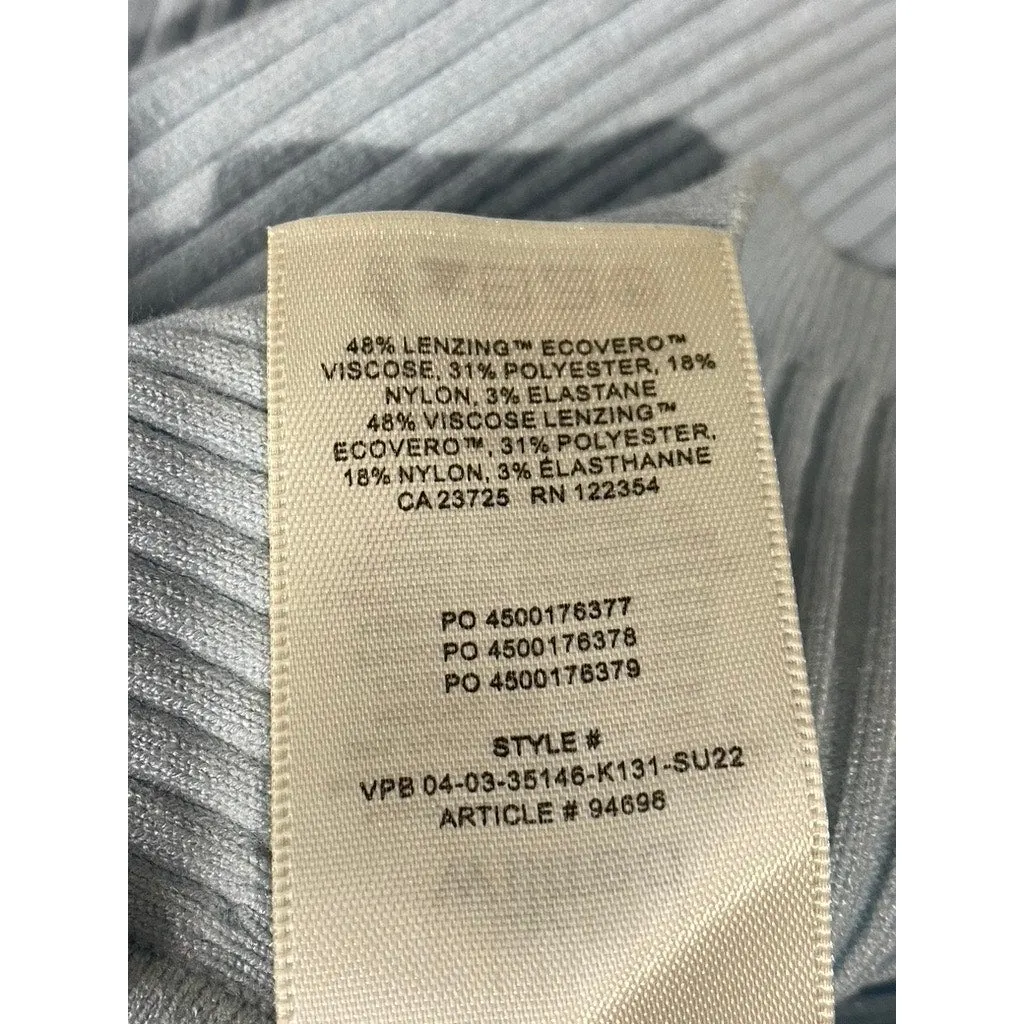 48% LENZING™ ECOVERO™
VISCOSE, 31% POLYESTER, 18%
NYLON, 3% ELASTANE
48% VISCOSE LENZING™
ECOVERO™, 31% POLYESTER,
18% NYLON, 3% ÉLASTHANNE
CA 23725 RN 122354
PO 4500176377
PO 4500176378
PO 4500176379
STYLE #
VPB 04-03-35146-K131-SU22
ARTICLE # 94698